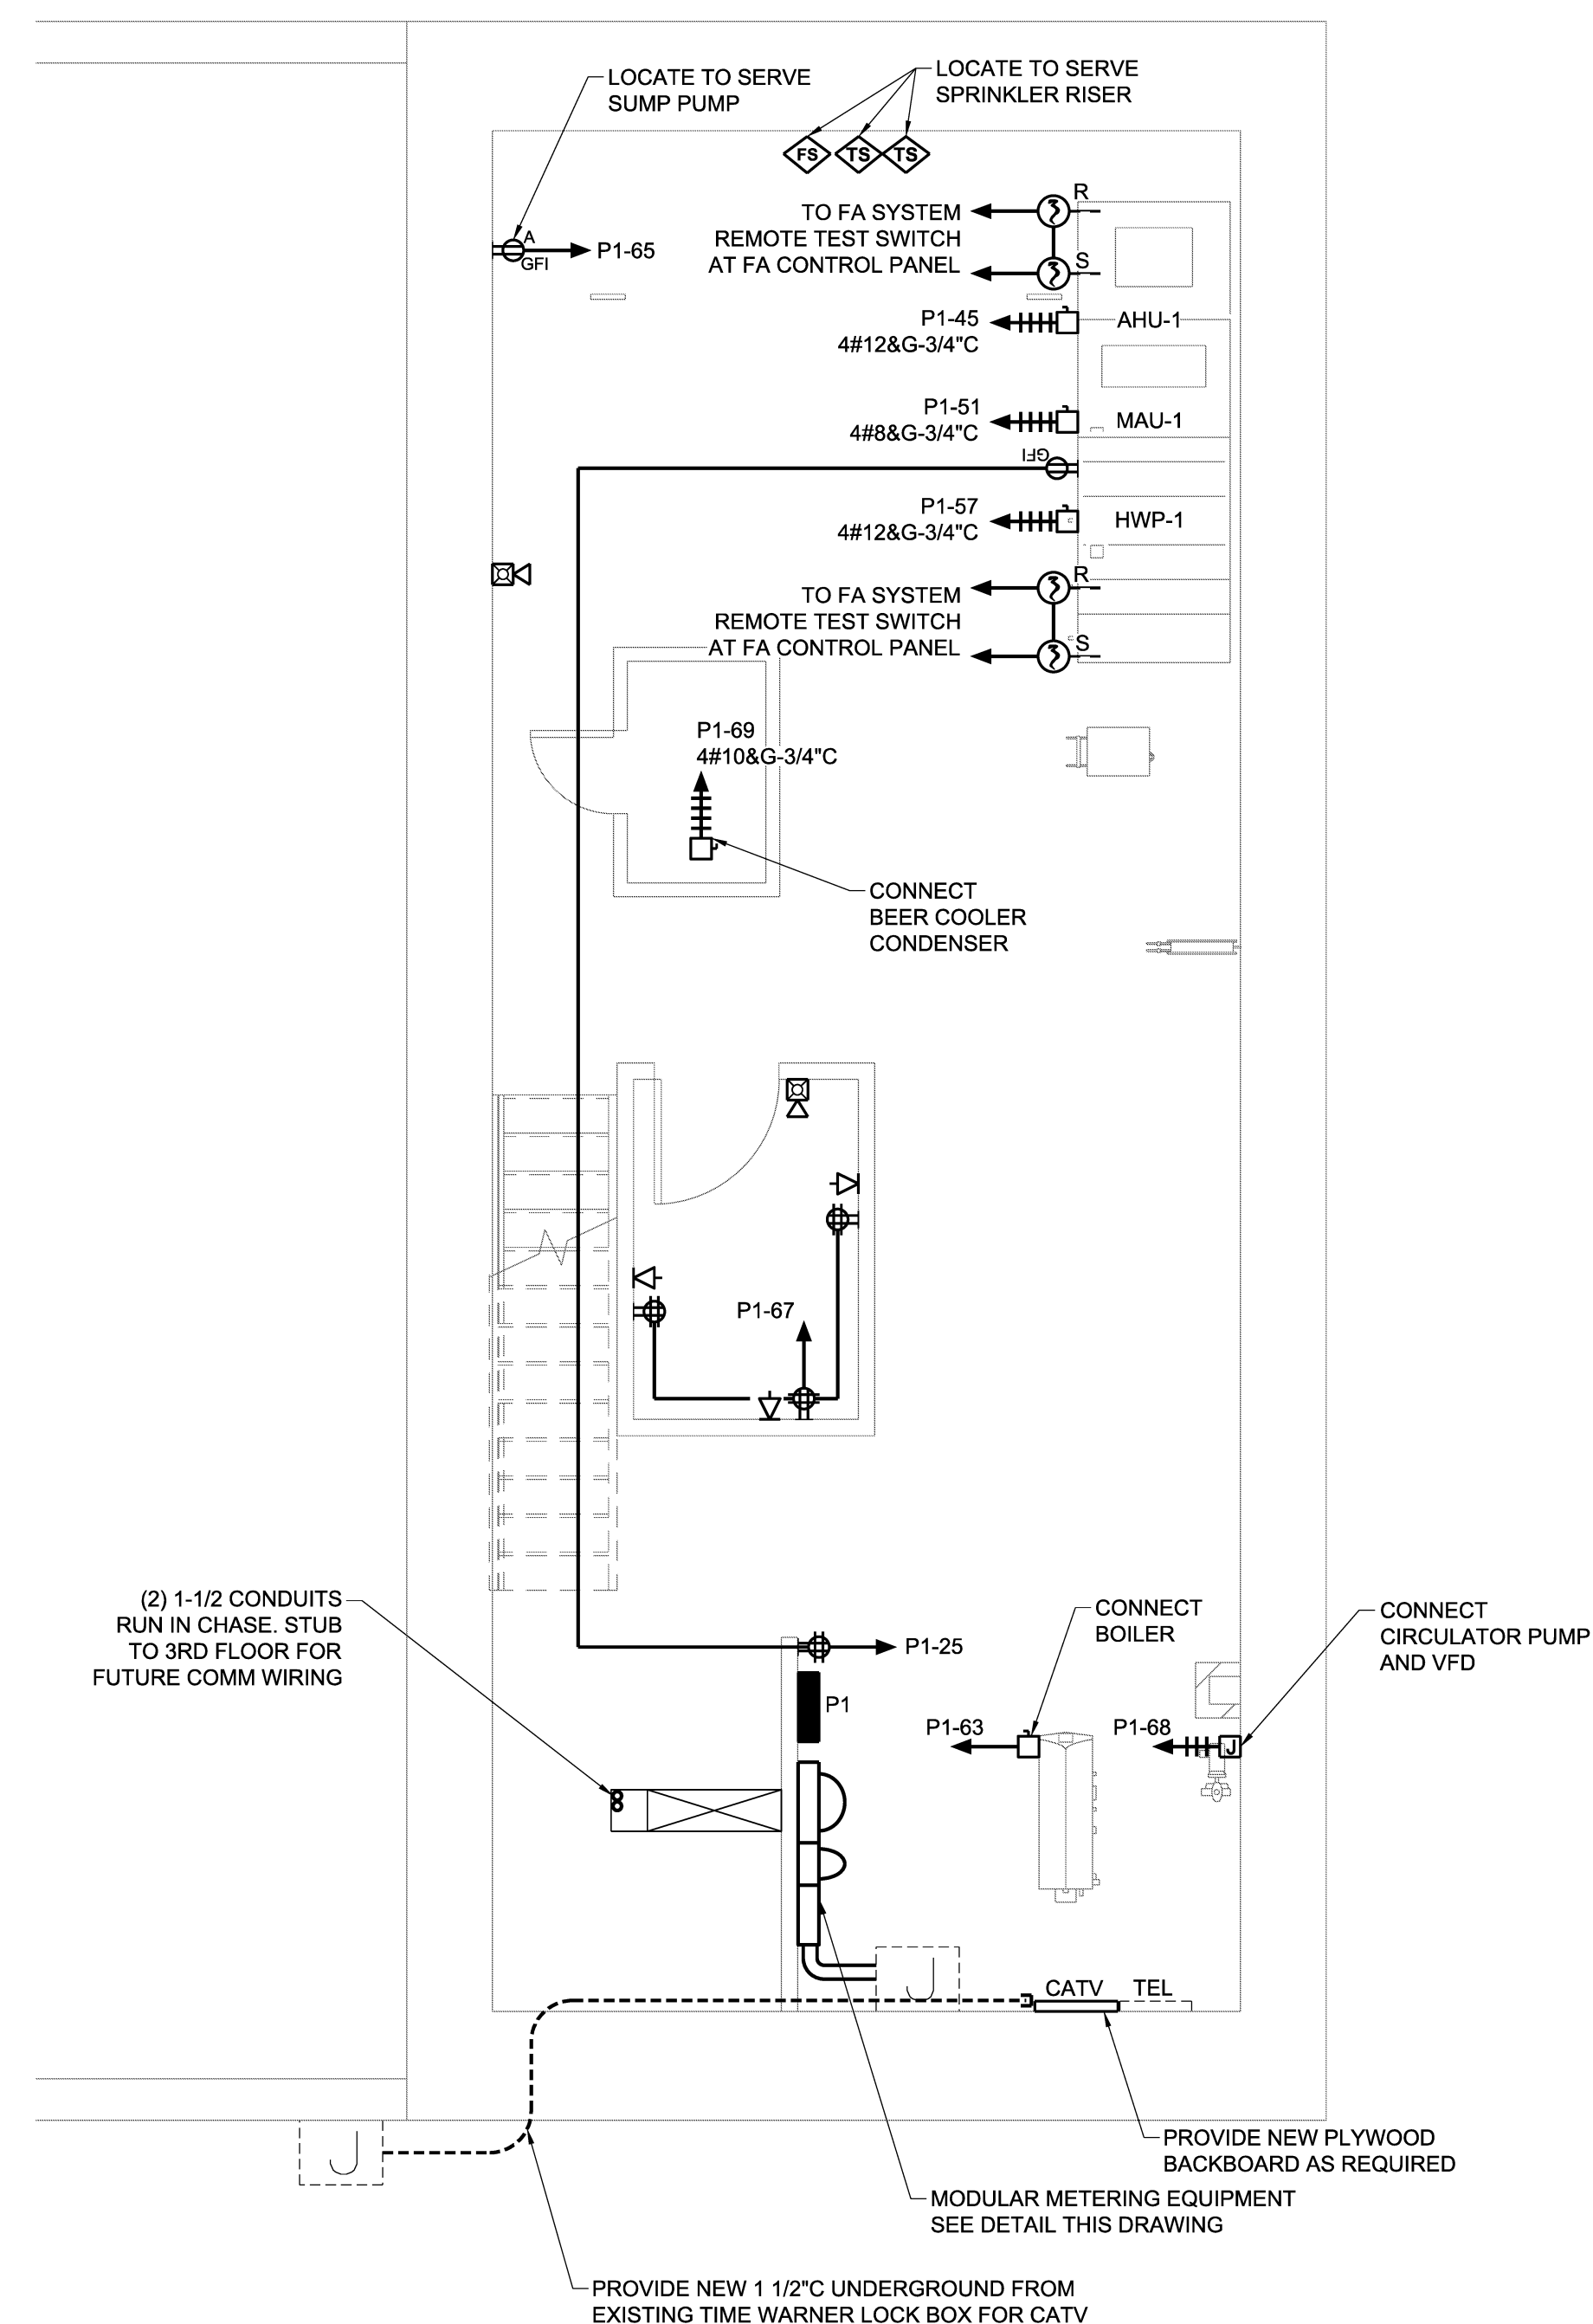 LOCATE TO SERVE
SUMP PUMP
LOCATE TO SERVE
SPRINKLER RISER
FS
TS
TS
A
GFI
P1-65
TO FA SYSTEM
REMOTE TEST SWITCH
AT FA CONTROL PANEL
R
S
P1-45
4#12&G-3/4"C
AHU-1
P1-51
4#8&G-3/4"C
MAU-1
GFI
P1-57
4#12&G-3/4"C
HWP-1
TO FA SYSTEM
REMOTE TEST SWITCH
AT FA CONTROL PANEL
R
S
P1-69
4#10&G-3/4"C
CONNECT
BEER COOLER
CONDENSER
P1-67
(2) 1-1/2 CONDUITS
RUN IN CHASE. STUB
TO 3RD FLOOR FOR
FUTURE COMM WIRING
P1-25
P1
CONNECT
BOILER
P1-63
CONNECT
CIRCULATOR PUMP
AND VFD
P1-68
J
J
CATV
TEL
J
PROVIDE NEW PLYWOOD
BACKBOARD AS REQUIRED
MODULAR METERING EQUIPMENT
SEE DETAIL THIS DRAWING
PROVIDE NEW 1 1/2"C UNDERGROUND FROM
EXISTING TIME WARNER LOCK BOX FOR CATV